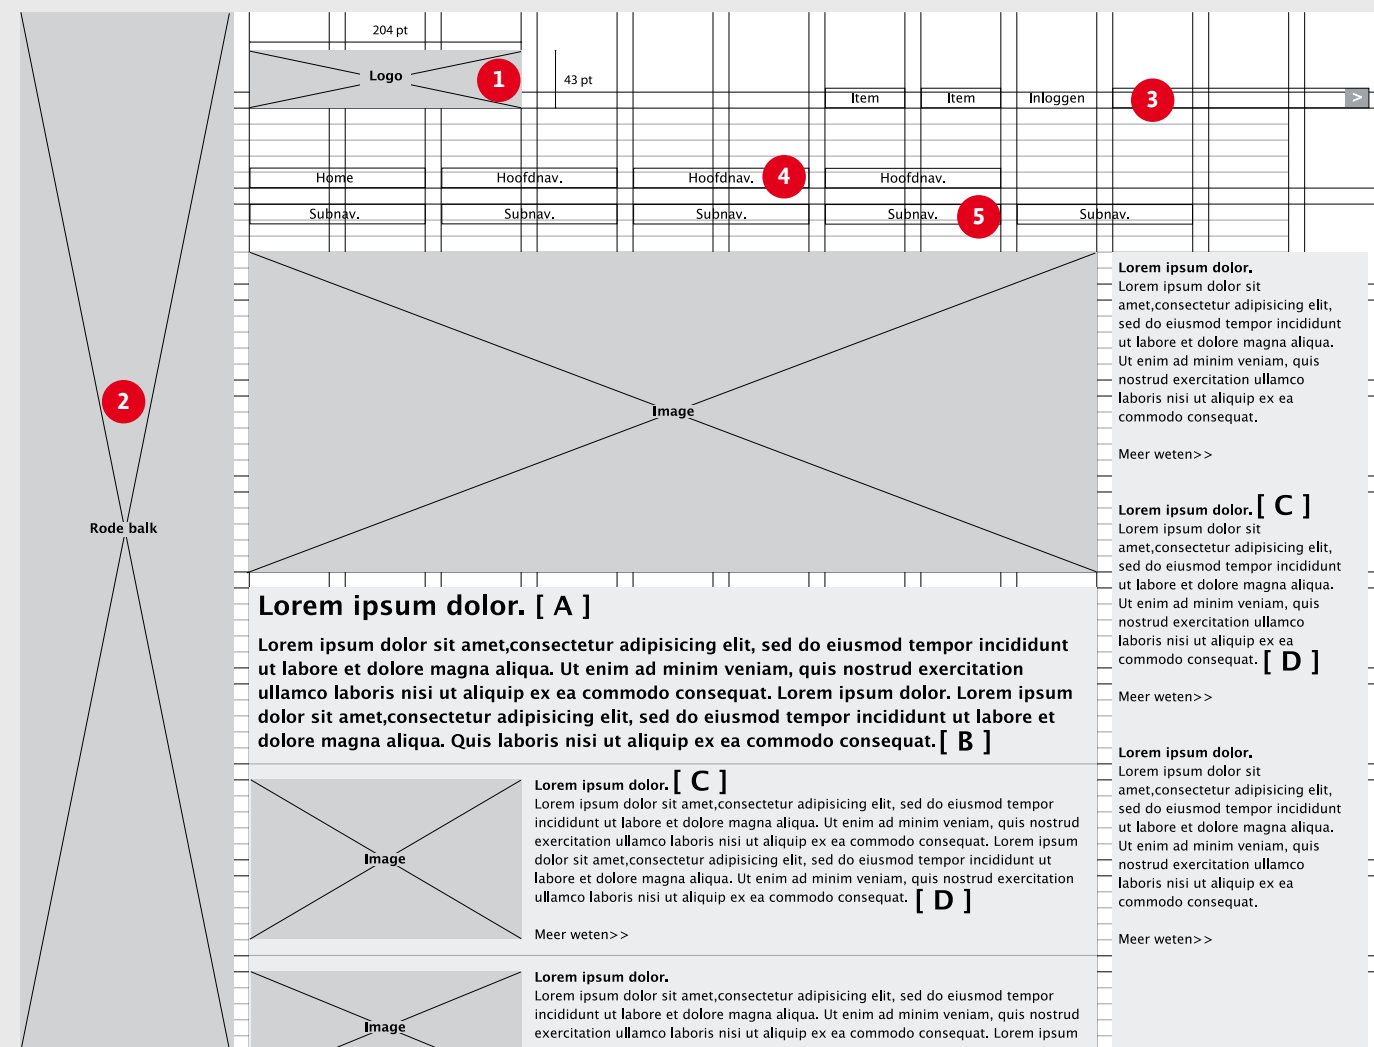 204 pt
Logo
1
43 pt
Item Item Inloggen 3 >
Home Hoofdnav. Hoofdnav. 4 Hoofdnav.
Subnav. Subnav. Subnav. Subnav. 5 Subnav.
2
Rode balk
Image
Lorem ipsum dolor. [ A ]
Lorem ipsum dolor sit amet,consectetur adipisicing elit, sed do eiusmod tempor incididunt
ut labore et dolore magna aliqua. Ut enim ad minim veniam, quis nostrud exercitation
ullamco laboris nisi ut aliquip ex ea commodo consequat. Lorem ipsum dolor. Lorem ipsum
dolor sit amet,consectetur adipisicing elit, sed do eiusmod tempor incididunt ut labore et
dolore magna aliqua. Quis laboris nisi ut aliquip ex ea commodo consequat. [ B ]
Image
Lorem ipsum dolor. [ C ]
Lorem ipsum dolor sit amet,consectetur adipisicing elit, sed do eiusmod tempor
incididunt ut labore et dolore magna aliqua. Ut enim ad minim veniam, quis nostrud
exercitation ullamco laboris nisi ut aliquip ex ea commodo consequat. Lorem ipsum
dolor sit amet,consectetur adipisicing elit, sed do eiusmod tempor incididunt ut
labore et dolore magna aliqua. Ut enim ad minim veniam, quis nostrud exercitation
ullamco laboris nisi ut aliquip ex ea commodo consequat. [ D ]
Meer weten>>
Image
Lorem ipsum dolor.
Lorem ipsum dolor sit amet,consectetur adipisicing elit, sed do eiusmod tempor
incididunt ut labore et dolore magna aliqua. Ut enim ad minim veniam, quis nostrud
exercitation ullamco laboris nisi ut aliquip ex ea commodo consequat. Lorem ipsum
Lorem ipsum dolor.
Lorem ipsum dolor sit
amet,consectetur adipisicing elit,
sed do eiusmod tempor incididunt
ut labore et dolore magna aliqua.
Ut enim ad minim veniam, quis
nostrud exercitation ullamco
laboris nisi ut aliquip ex ea
commodo consequat.
Meer weten>>
Lorem ipsum dolor. [ C ]
Lorem ipsum dolor sit
amet,consectetur adipisicing elit,
sed do eiusmod tempor incididunt
ut labore et dolore magna aliqua.
Ut enim ad minim veniam, quis
nostrud exercitation ullamco
laboris nisi ut aliquip ex ea
commodo consequat. [ D ]
Meer weten>>
Lorem ipsum dolor.
Lorem ipsum dolor sit
amet,consectetur adipisicing elit,
sed do eiusmod tempor incididunt
ut labore et dolore magna aliqua.
Ut enim ad minim veniam, quis
nostrud exercitation ullamco
laboris nisi ut aliquip ex ea
commodo consequat.
Meer weten>>